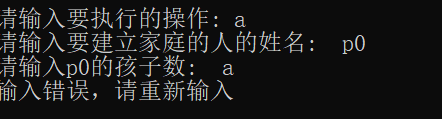 请输入要执行的操作: a
请输入要建立家庭的人的姓名:  p0
请输入p0的孩子数:  a
输入错误，请重新输入